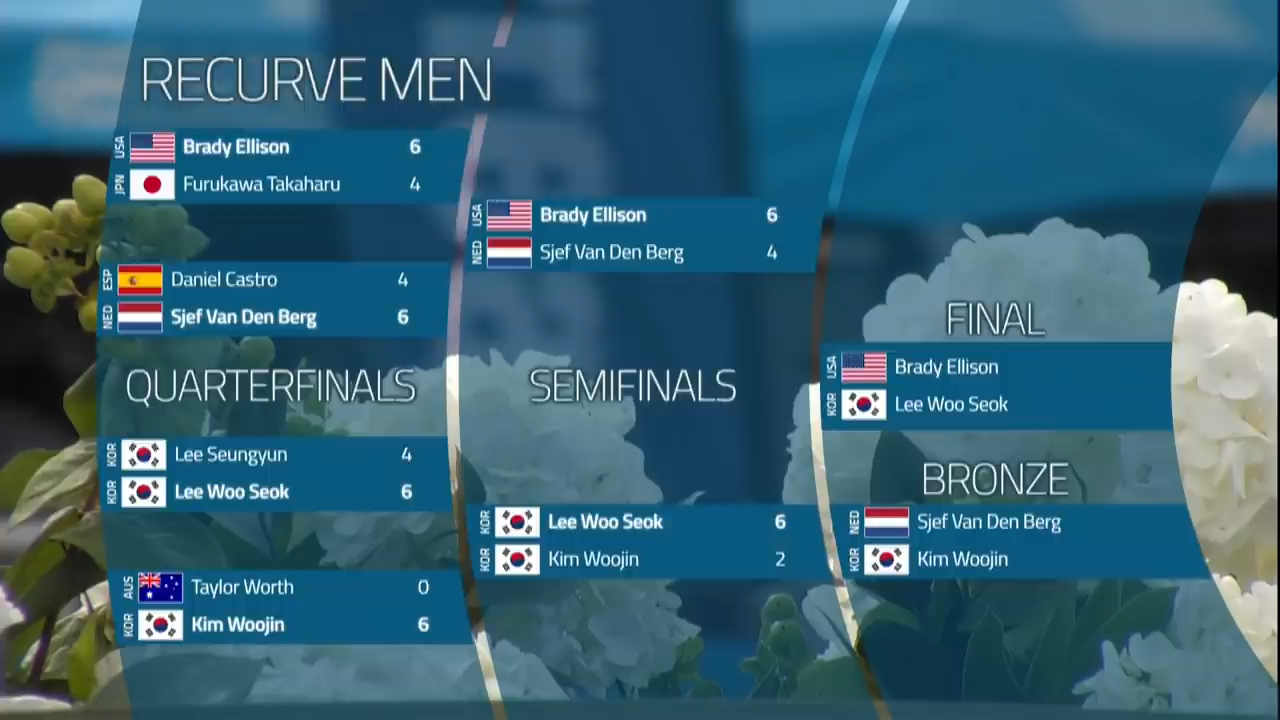 RECURVE MEN
USA Brady Ellison 6
JPN Furukawa Takaharu 4
ESP Daniel Castro 4
NED Sjef Van Den Berg 6
QUARTERFINALS
KOR Lee Seungyun 4
KOR Lee Woo Seok 6
AUS Taylor Worth 0
KOR Kim Woojin 6
USA Brady Ellison 6
NED Sjef Van Den Berg 4
SEMIFINALS
KOR Lee Woo Seok 6
KOR Kim Woojin 2
FINAL
USA Brady Ellison
KOR Lee Woo Seok
BRONZE
NED Sjef Van Den Berg
KOR Kim Woojin